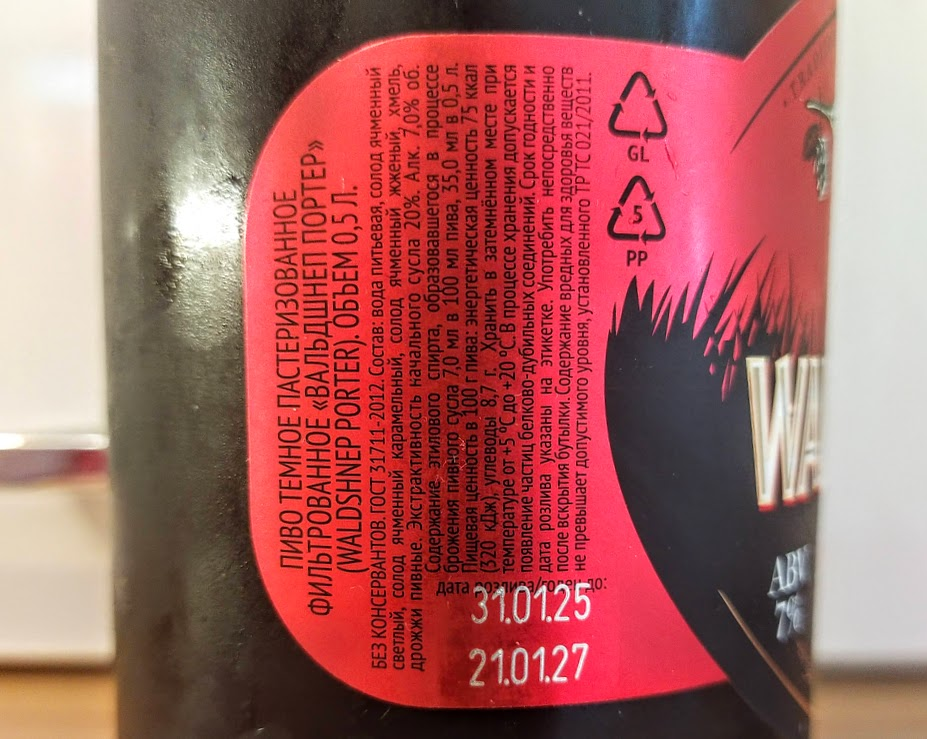 ПИВО ТЕМНОЕ ПАСТЕРИЗОВАННОЕ
ФИЛЬТРОВАННОЕ «ВАЛЬДШНЕП ПОРТЕР»
(WALDSHNEP PORTER). ОБЪЕМ 0,5 Л.
БЕЗ КОНСЕРВАНТОВ. ГОСТ 31711-2012. Состав: вода питьевая, солод ячменный
светлый, солод ячменный карамельный, солод ячменный жженый, хмель,
дрожжи пивные. Экстрактивность начального сусла 20%. Алк. 7,0% об.
Содержание этилового спирта, образовавшегося в процессе
брожения пивного сусла 7,0 мл в 100 мл пива, 35,0 мл в 0,5 л.
Пищевая ценность в 100 г пива: энергетическая ценность 75 ккал
(320 кДж), углеводы 8,7 г. Хранить в затемнённом месте при
температуре от +5 °С до +20 °С. В процессе хранения допускается
появление частиц белково-дубильных соединений. Срок годности и
дата розлива указаны на этикетке. Употребить непосредственно
после вскрытия бутылки. Содержание вредных для здоровья веществ
не превышает допустимого уровня, установленного ТР ТС 021/2011.
дата розлива/годен до:
31.01.25
21.01.27
GL
5
PP
WA
ABV
7%